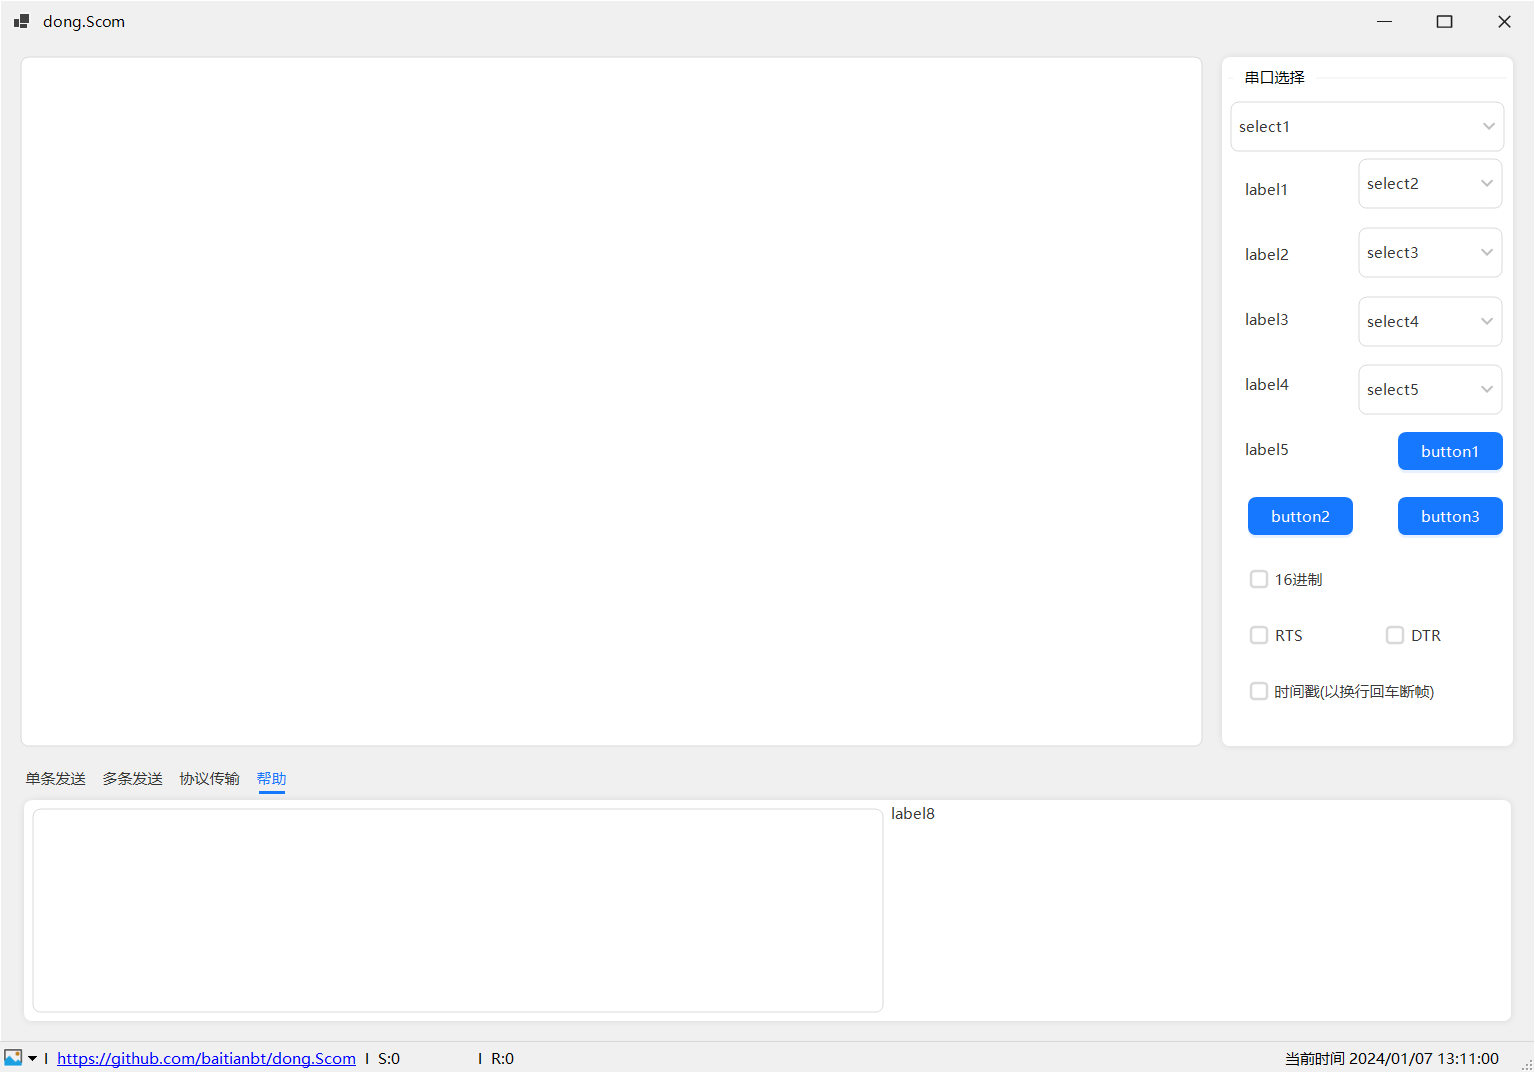 dong.Scom
串口选择
select1
label1
select2
label2
select3
label3
select4
label4
select5
label5
button1
button2
button3
16进制
RTS
DTR
时间戳(以换行回车断帧)
单条发送 多条发送 协议传输 帮助
label8
I https://github.com/baitianbt/dong.Scom I S:0 I R:0 当前时间 2024/01/07 13:11:00